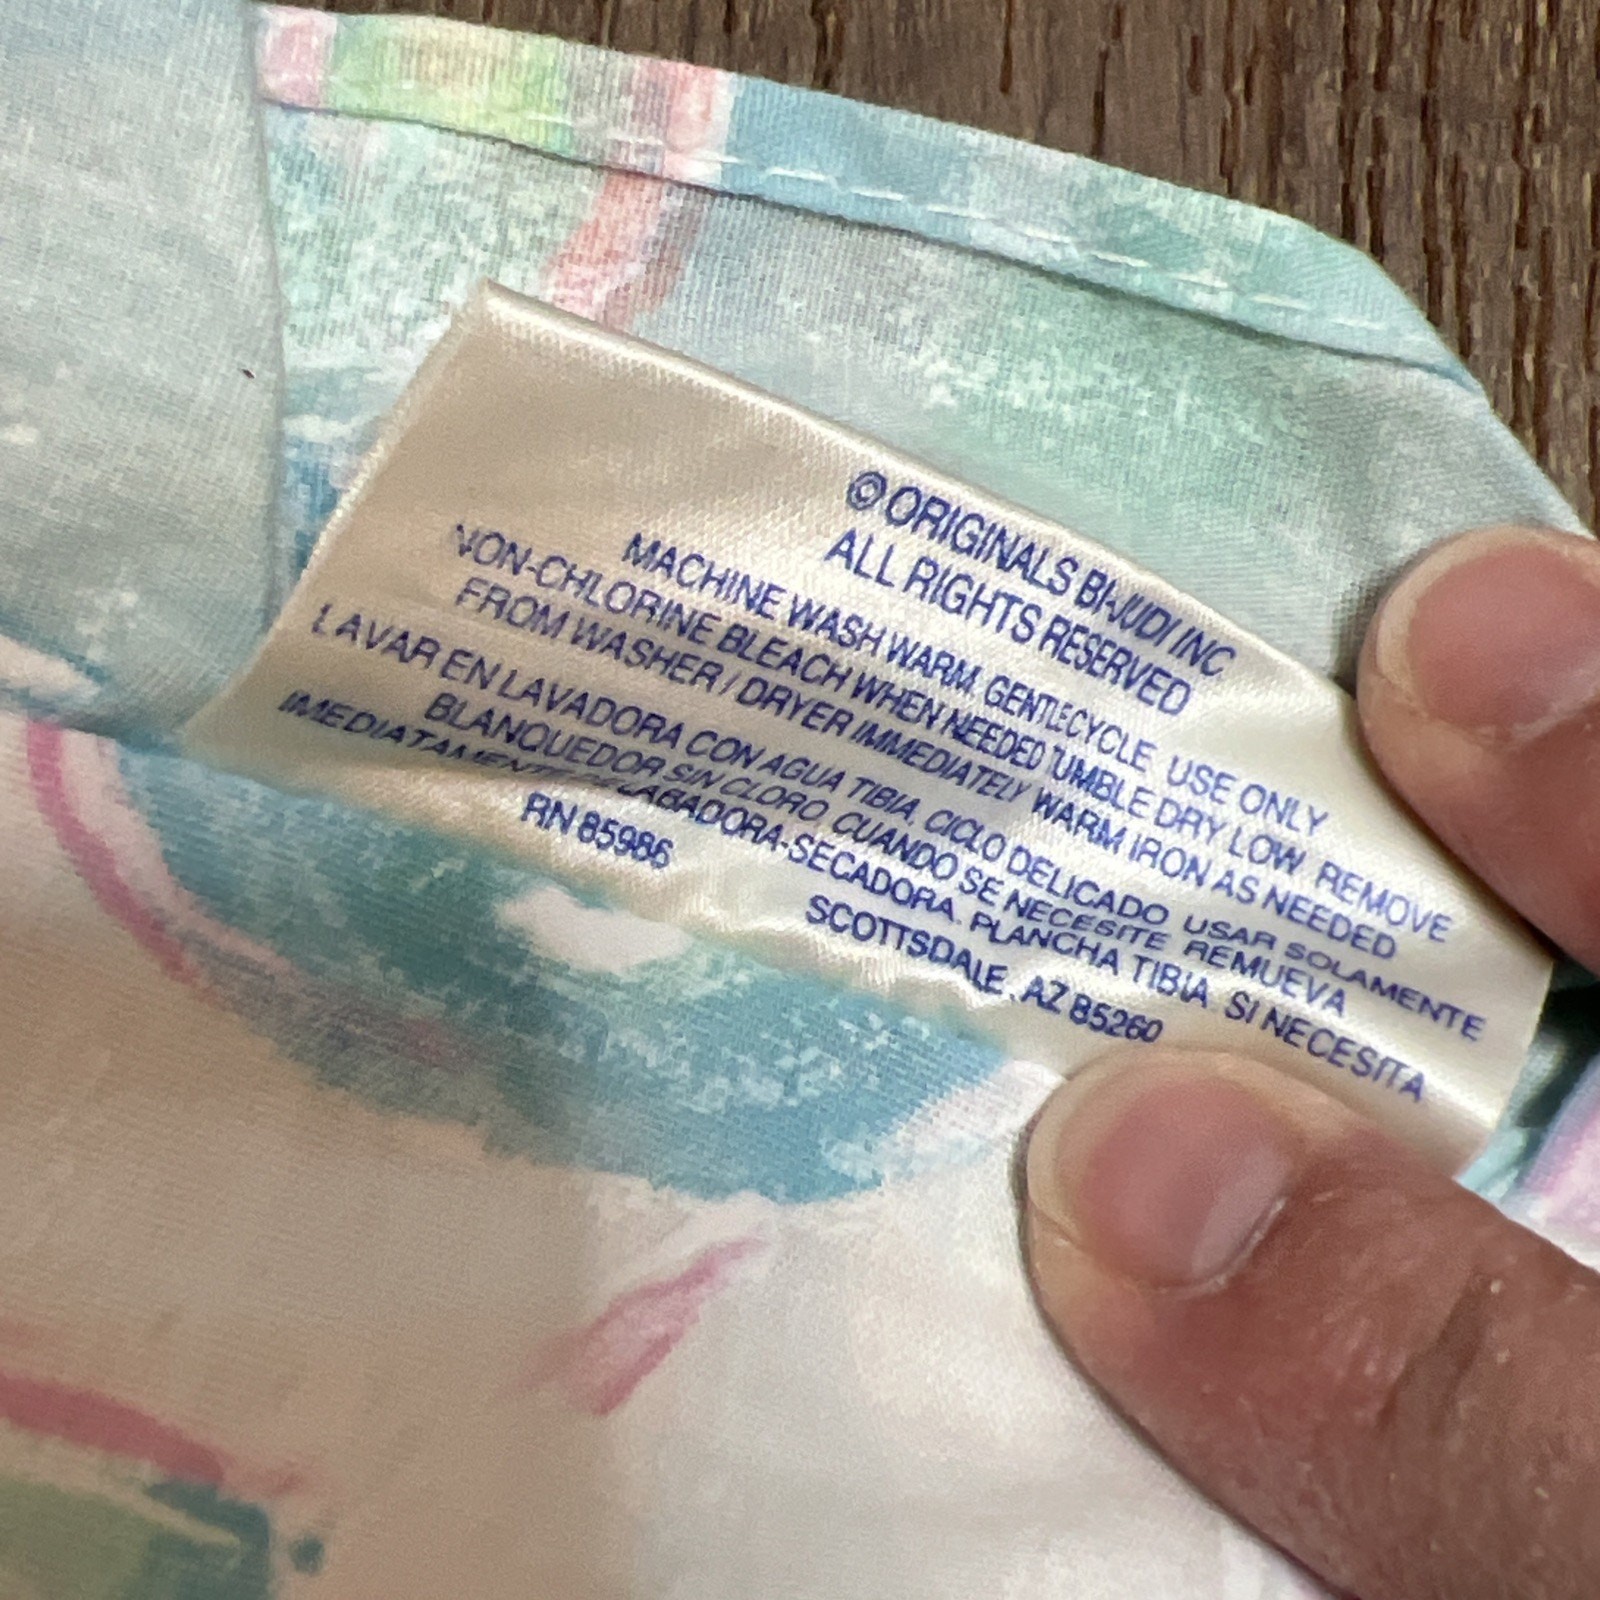 © ORIGINALS BI-JUDI INC
ALL RIGHTS RESERVED
MACHINE WASH WARM, GENTLE CYCLE, USE ONLY
NON-CHLORINE BLEACH WHEN NEEDED TUMBLE DRY LOW REMOVE
FROM WASHER / DRYER IMMEDIATELY WARM IRON AS NEEDED
LAVAR EN LAVADORA CON AGUA TIBIA, CICLO DELICADO USAR SOLAMENTE
BLANQUEDOR SIN CLORO CUANDO SE NECESITE REMUEVA
IMEDIATAMENTE DE LABADORA-SECADORA. PLANCHA TIBIA SI NECESITA
RN 85986 SCOTTSDALE, AZ 85260